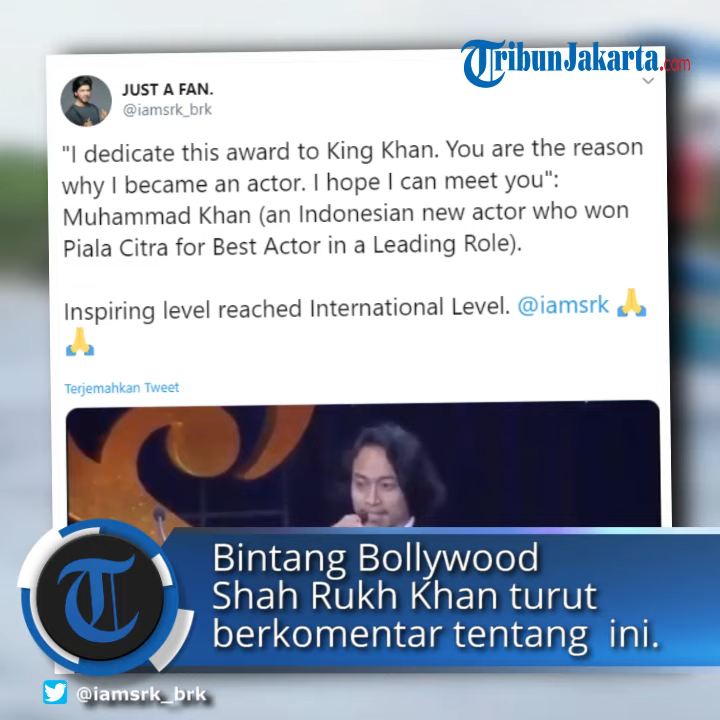 TribunJakarta.com
JUST A FAN.
@iamsrk_brk
"I dedicate this award to King Khan. You are the reason
why I became an actor. I hope I can meet you":
Muhammad Khan (an Indonesian new actor who won
Piala Citra for Best Actor in a Leading Role).
Inspiring level reached International Level. @iamsrk 🙏
🙏
Terjemahkan Tweet
T
Bintang Bollywood
Shah Rukh Khan turut
berkomentar tentang ini.
@iamsrk_brk